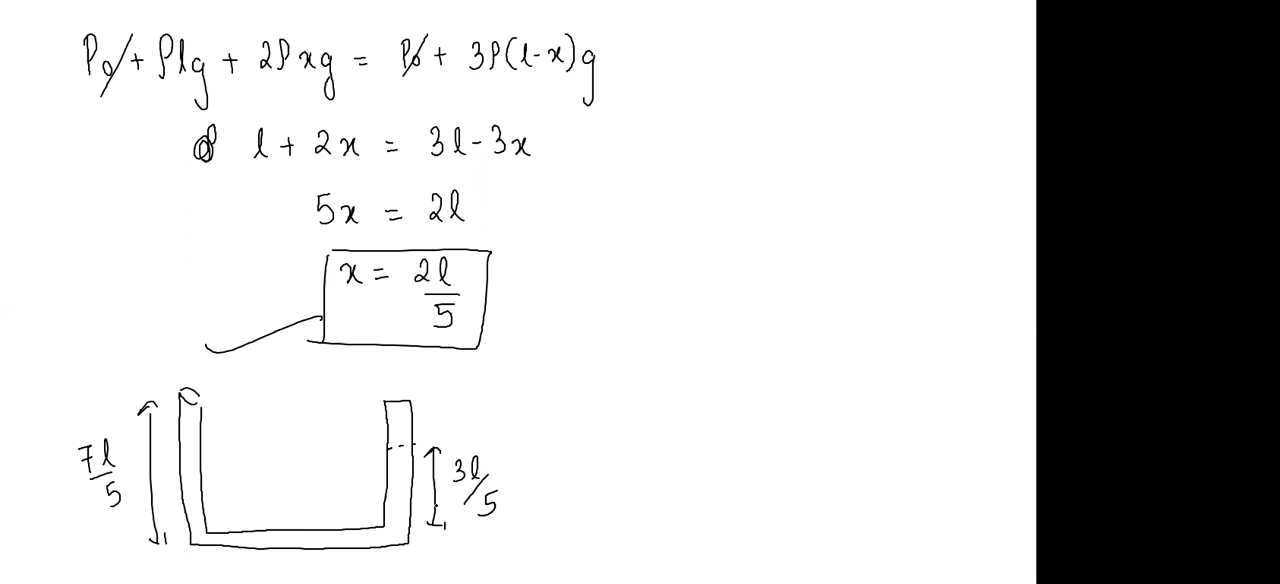 P₀ + ρlg + 2ρxg = P₀ + 3ρ(l-x)g
l + 2x = 3l - 3x
5x = 2l
x = 2l/5
7l/5
3l/5